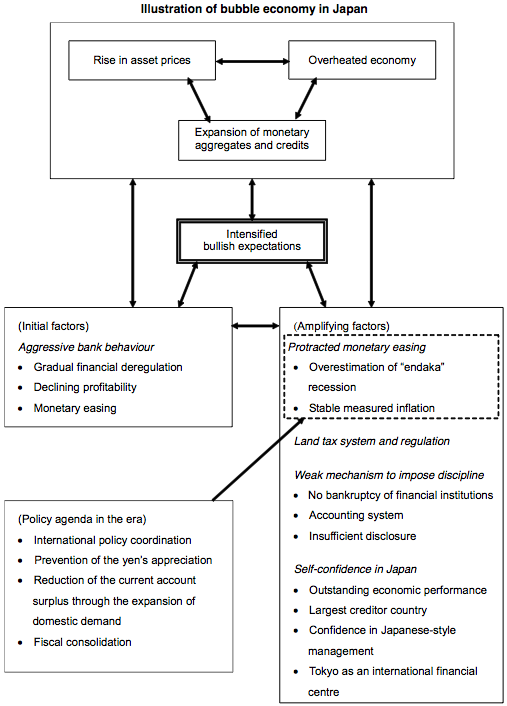 Illustration of bubble economy in Japan
Rise in asset prices
Overheated economy
Expansion of monetary
aggregates and credits
Intensified
bullish expectations
(Initial factors)
Aggressive bank behaviour
• Gradual financial deregulation
• Declining profitability
• Monetary easing
(Policy agenda in the era)
• International policy coordination
• Prevention of the yen's appreciation
• Reduction of the current account
surplus through the expansion of
domestic demand
• Fiscal consolidation
(Amplifying factors)
Protracted monetary easing
• Overestimation of "endaka"
recession
• Stable measured inflation
Land tax system and regulation
Weak mechanism to impose discipline
• No bankruptcy of financial institutions
• Accounting system
• Insufficient disclosure
Self-confidence in Japan
• Outstanding economic performance
• Largest creditor country
• Confidence in Japanese-style
management
• Tokyo as an international financial
centre